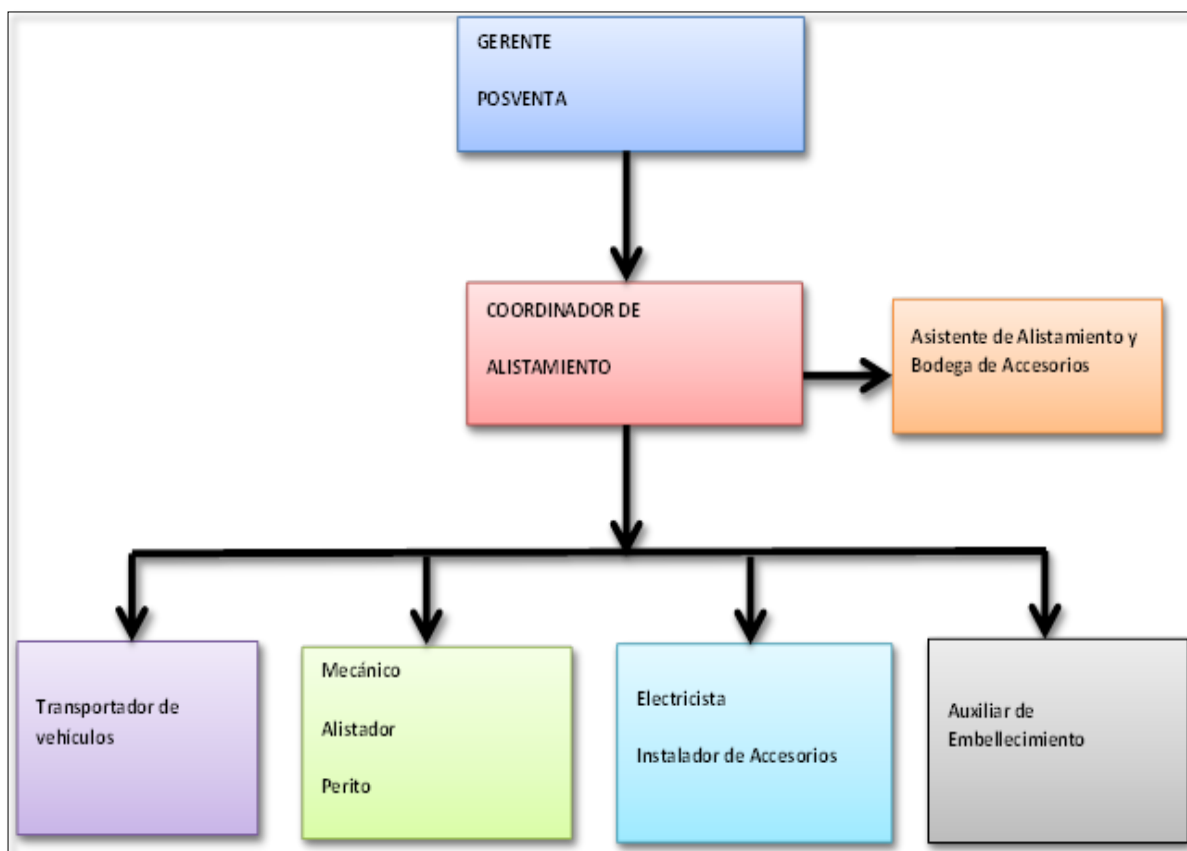 GERENTE
POSVENTA
COORDINADOR DE
ALISTAMIENTO
Asistente de Alistamiento y
Bodega de Accesorios
Transportador de
vehículos
Mecánico
Alistador
Perito
Electricista
Instalador de Accesorios
Auxiliar de
Embellecimiento